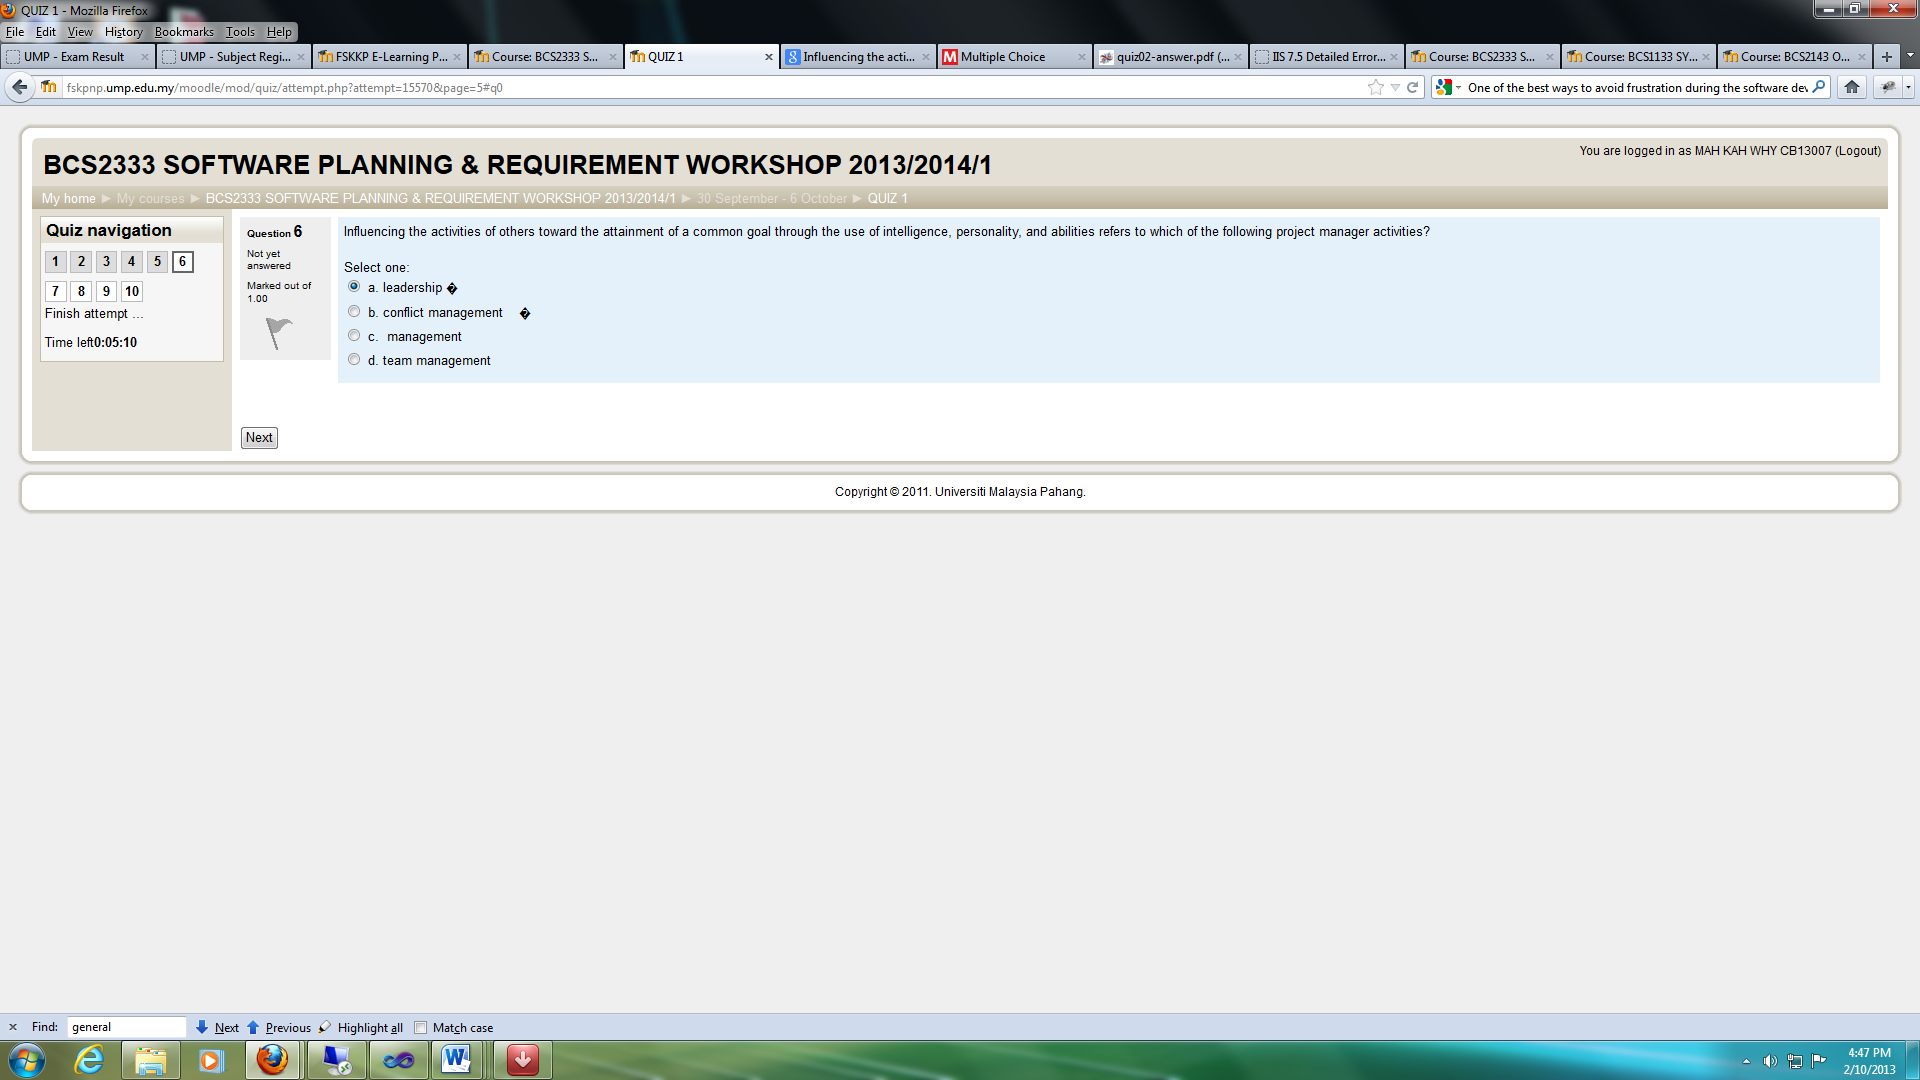 QUIZ 1 - Mozilla Firefox
File Edit View History Bookmarks Tools Help
UMP - Exam Result
UMP - Subject Regi...
FSKKP E-Learning P...
Course: BCS2333 S...
QUIZ 1
Influencing the acti...
Multiple Choice
quiz02-answer.pdf (...
IIS 7.5 Detailed Error...
Course: BCS2333 S...
Course: BCS1133 SY...
Course: BCS2143 O...
fskpnp.ump.edu.my/moodle/mod/quiz/attempt.php?attempt=15570&page=5#q0
One of the best ways to avoid frustration during the software dev
BCS2333 SOFTWARE PLANNING & REQUIREMENT WORKSHOP 2013/2014/1
You are logged in as MAH KAH WHY CB13007 (Logout)
My home ► My courses ► BCS2333 SOFTWARE PLANNING & REQUIREMENT WORKSHOP 2013/2014/1 ► 30 September - 6 October ► QUIZ 1
Quiz navigation
1 2 3 4 5 6
7 8 9 10
Finish attempt ...
Time left0:05:10
Question 6
Not yet
answered
Marked out of
1.00
Influencing the activities of others toward the attainment of a common goal through the use of intelligence, personality, and abilities refers to which of the following project manager activities?
Select one:
a. leadership �
b. conflict management �
c. management
d. team management
Next
Copyright © 2011. Universiti Malaysia Pahang.
Find: general Next Previous Highlight all Match case
4:47 PM
2/10/2013